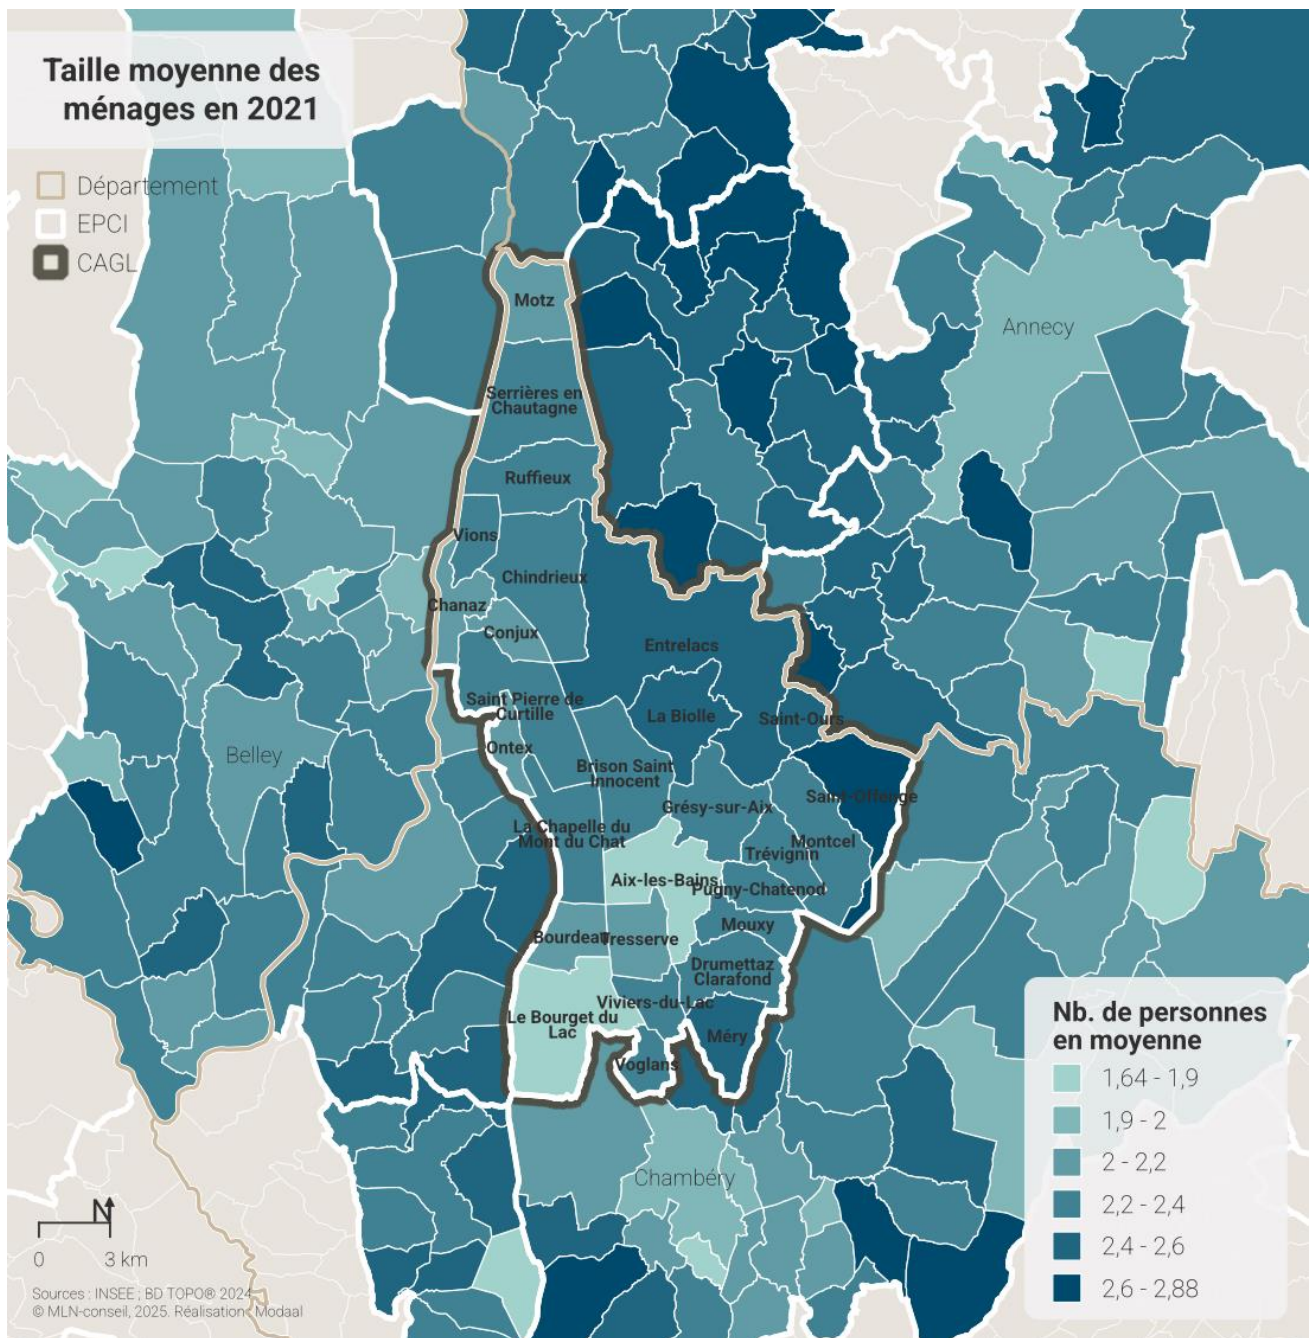 Taille moyenne des
ménages en 2021
Département
EPCI
CAGL
Motz
Annecy
Serrières en
Chautagne
Ruffieux
Vions
Chindrieux
Chanaz
Conjux
Entrelacs
Saint Pierre de
Curtille
La Biolle
Saint-Ours
Ontex
Belley
Brison Saint
Innocent
Saint-Offenge
Grésy-sur-Aix
La Chapelle du
Mont du Chat
Montcel
Trévignin
Aix-les-Bains
Pugny-Chatenod
Mouxy
Bourdeau
Tresserve
Drumettaz
Clarafond
Viviers-du-Lac
Le Bourget du
Lac
Méry
Voglans
Chambéry
Nb. de personnes
en moyenne
1,64 - 1,9
1,9 - 2
2 - 2,2
2,2 - 2,4
2,4 - 2,6
2,6 - 2,88
N
0 3 km
Sources : INSEE ; BD TOPO® 2024
© MLN-conseil, 2025. Réalisation : Modaal